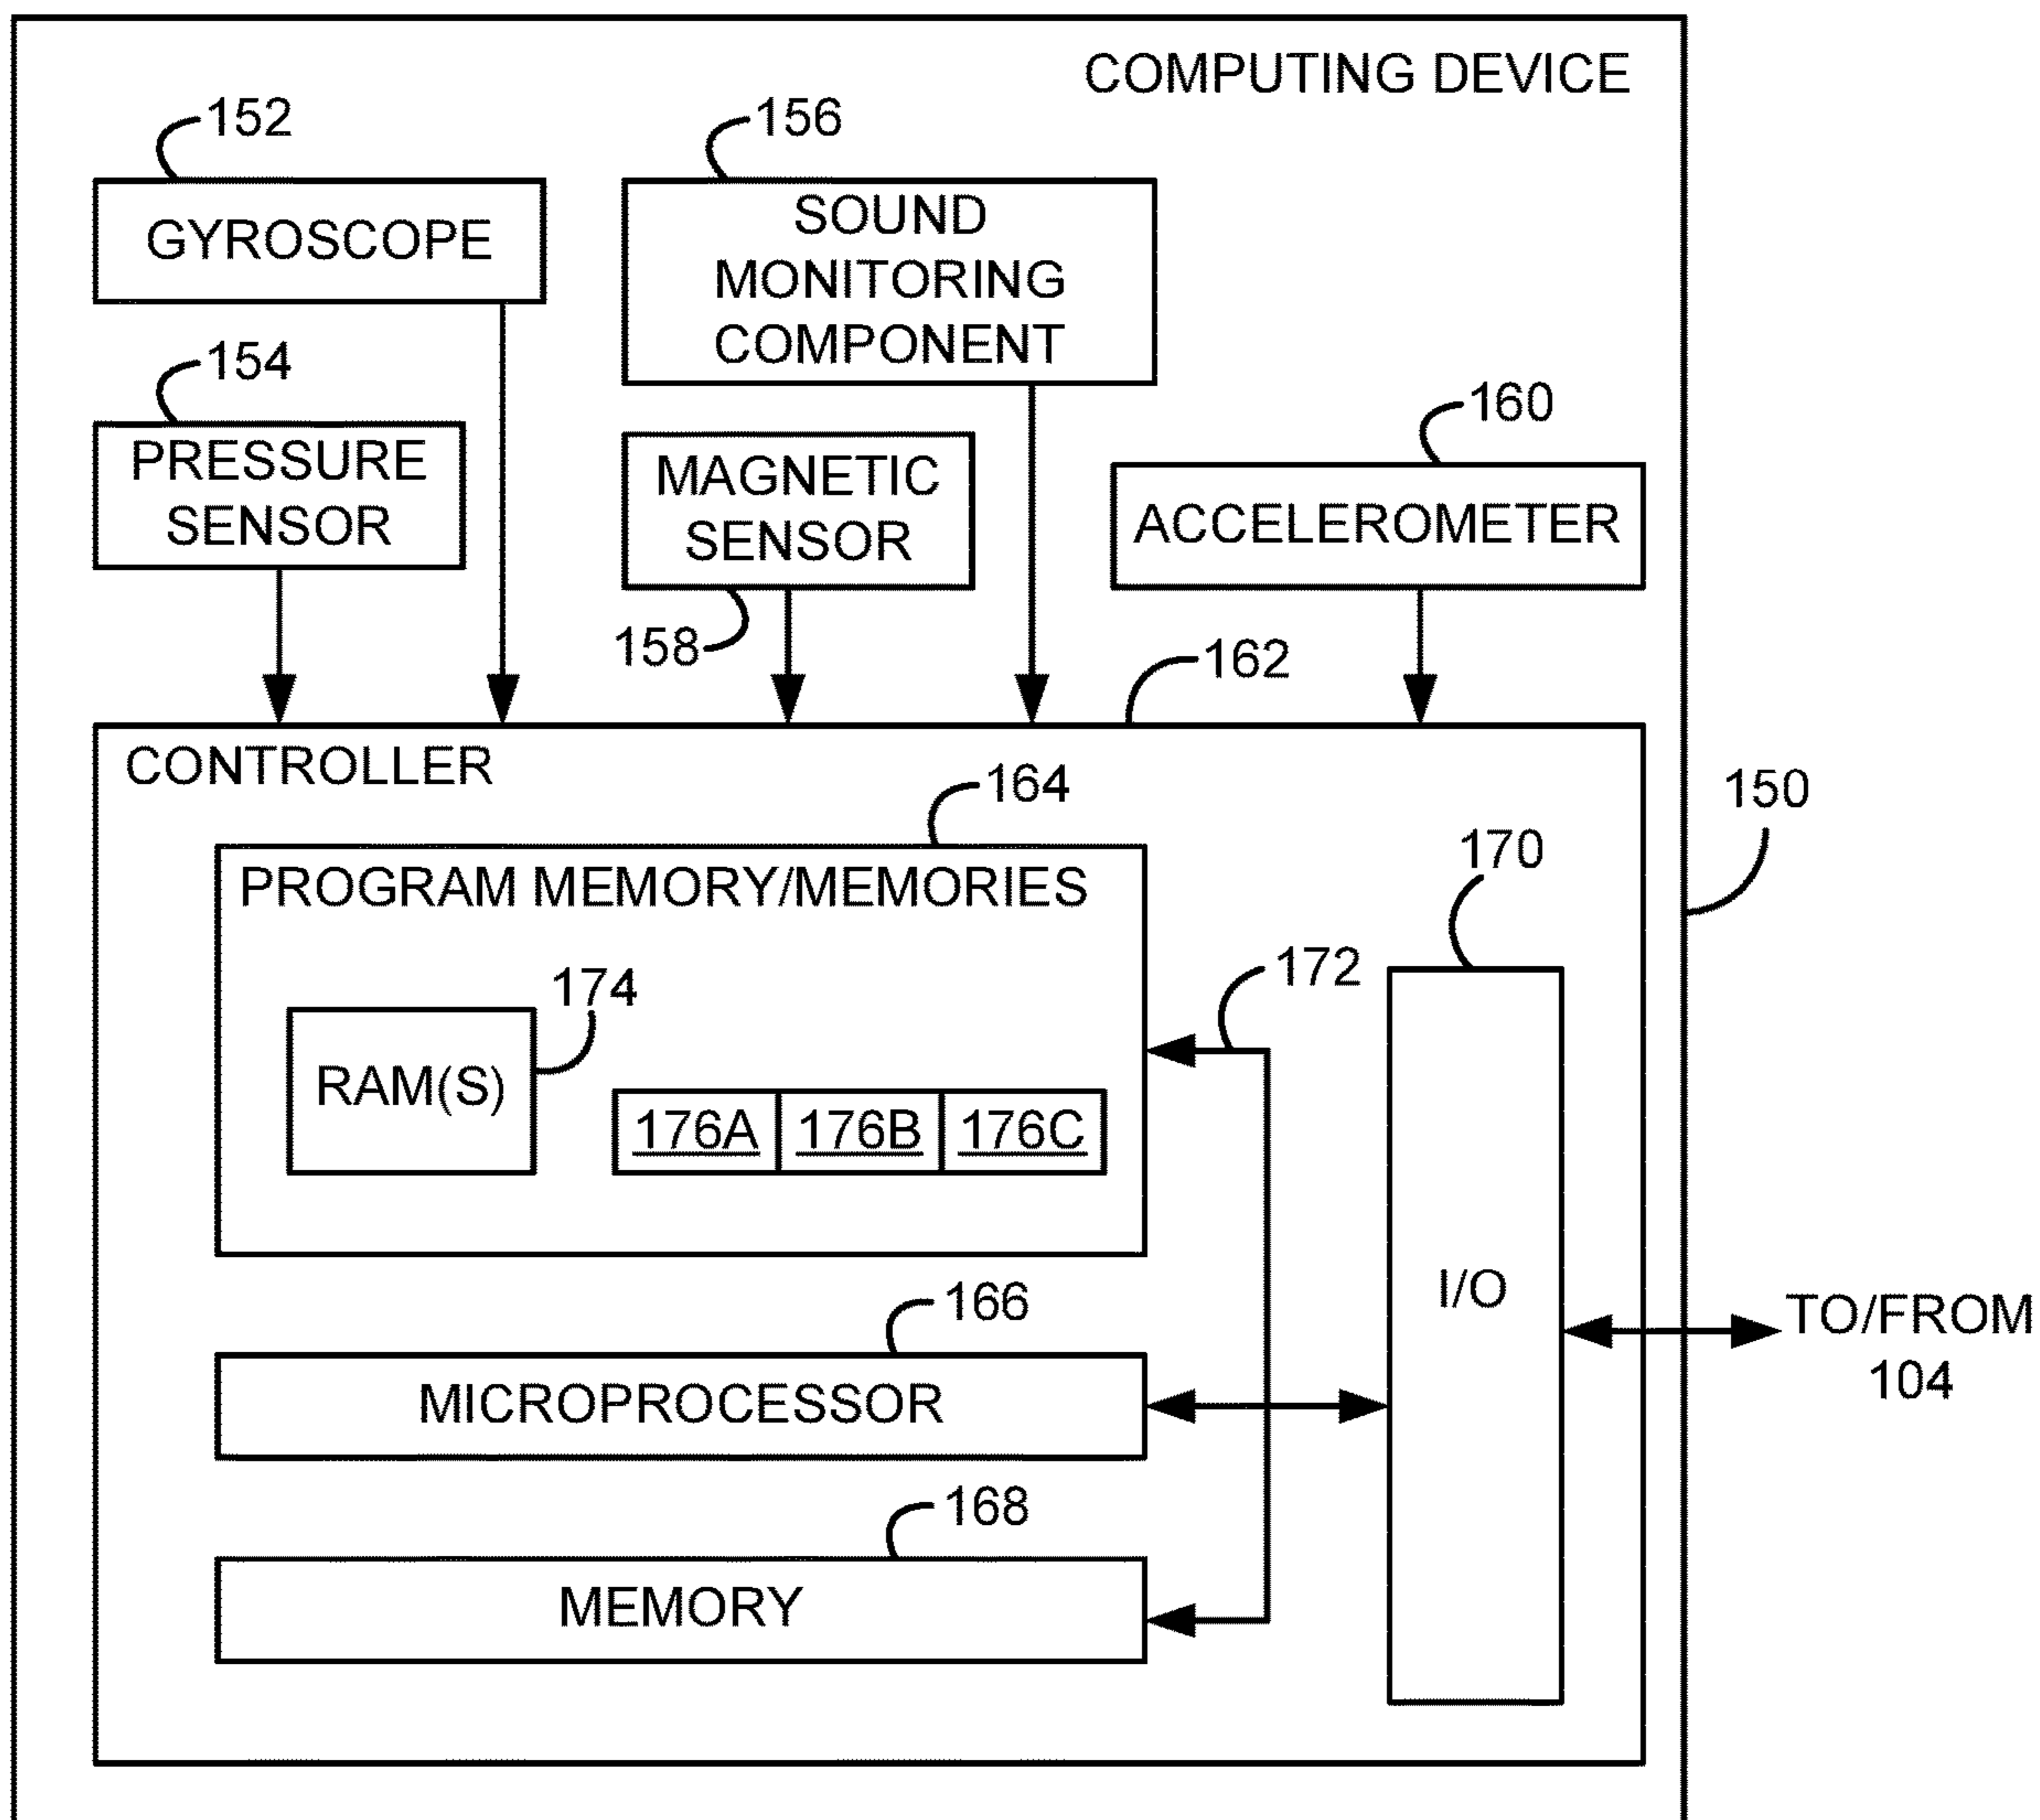 COMPUTING DEVICE
152
156
GYROSCOPE
SOUND
MONITORING
COMPONENT
154
160
PRESSURE
SENSOR
MAGNETIC
SENSOR
ACCELEROMETER
158
162
CONTROLLER
164
150
170
PROGRAM MEMORY/MEMORIES
172
174
RAM(S)
176A 176B 176C
I/O
166
TO/FROM
104
MICROPROCESSOR
168
MEMORY